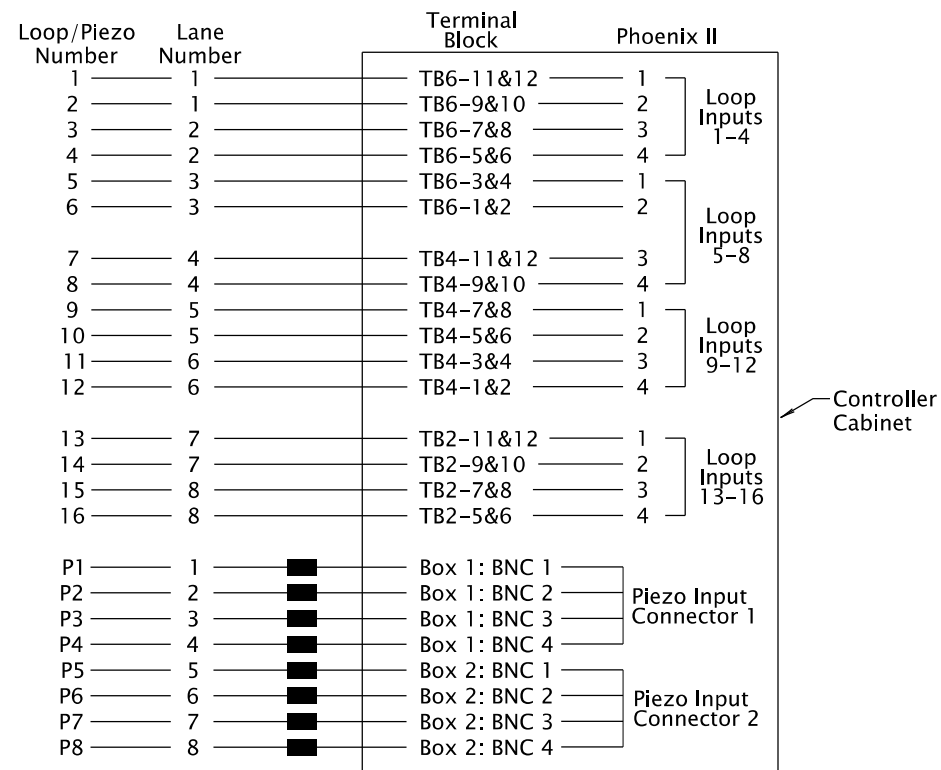 Loop/Piezo Number
Lane Number
Terminal Block
Phoenix II
1 1 TB6-11&12 1
2 1 TB6-9&10 2
3 2 TB6-7&8 3
4 2 TB6-5&6 4
Loop Inputs 1-4
5 3 TB6-3&4 1
6 3 TB6-1&2 2
7 4 TB4-11&12 3
8 4 TB4-9&10 4
Loop Inputs 5-8
9 5 TB4-7&8 1
10 5 TB4-5&6 2
11 6 TB4-3&4 3
12 6 TB4-1&2 4
Loop Inputs 9-12
Controller Cabinet
13 7 TB2-11&12 1
14 7 TB2-9&10 2
15 8 TB2-7&8 3
16 8 TB2-5&6 4
Loop Inputs 13-16
P1 1 Box 1: BNC 1
P2 2 Box 1: BNC 2
P3 3 Box 1: BNC 3
P4 4 Box 1: BNC 4
Piezo Input Connector 1
P5 5 Box 2: BNC 1
P6 6 Box 2: BNC 2
P7 7 Box 2: BNC 3
P8 8 Box 2: BNC 4
Piezo Input Connector 2